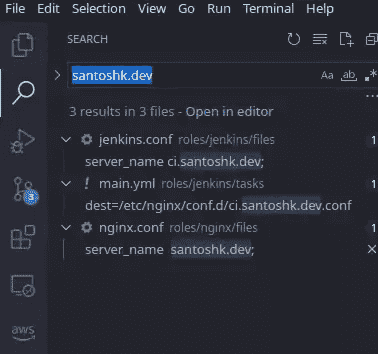 File Edit Selection View Go Run Terminal Help
SEARCH
santoshk.dev
Aa ab .*
3 results in 3 files - Open in editor
jenkins.conf roles/jenkins/files 1
server_name ci.santoshk.dev;
! main.yml roles/jenkins/tasks 1
dest=/etc/nginx/conf.d/ci.santoshk.dev.conf
nginx.conf roles/nginx/files 1
server_name santoshk.dev;
3
aws